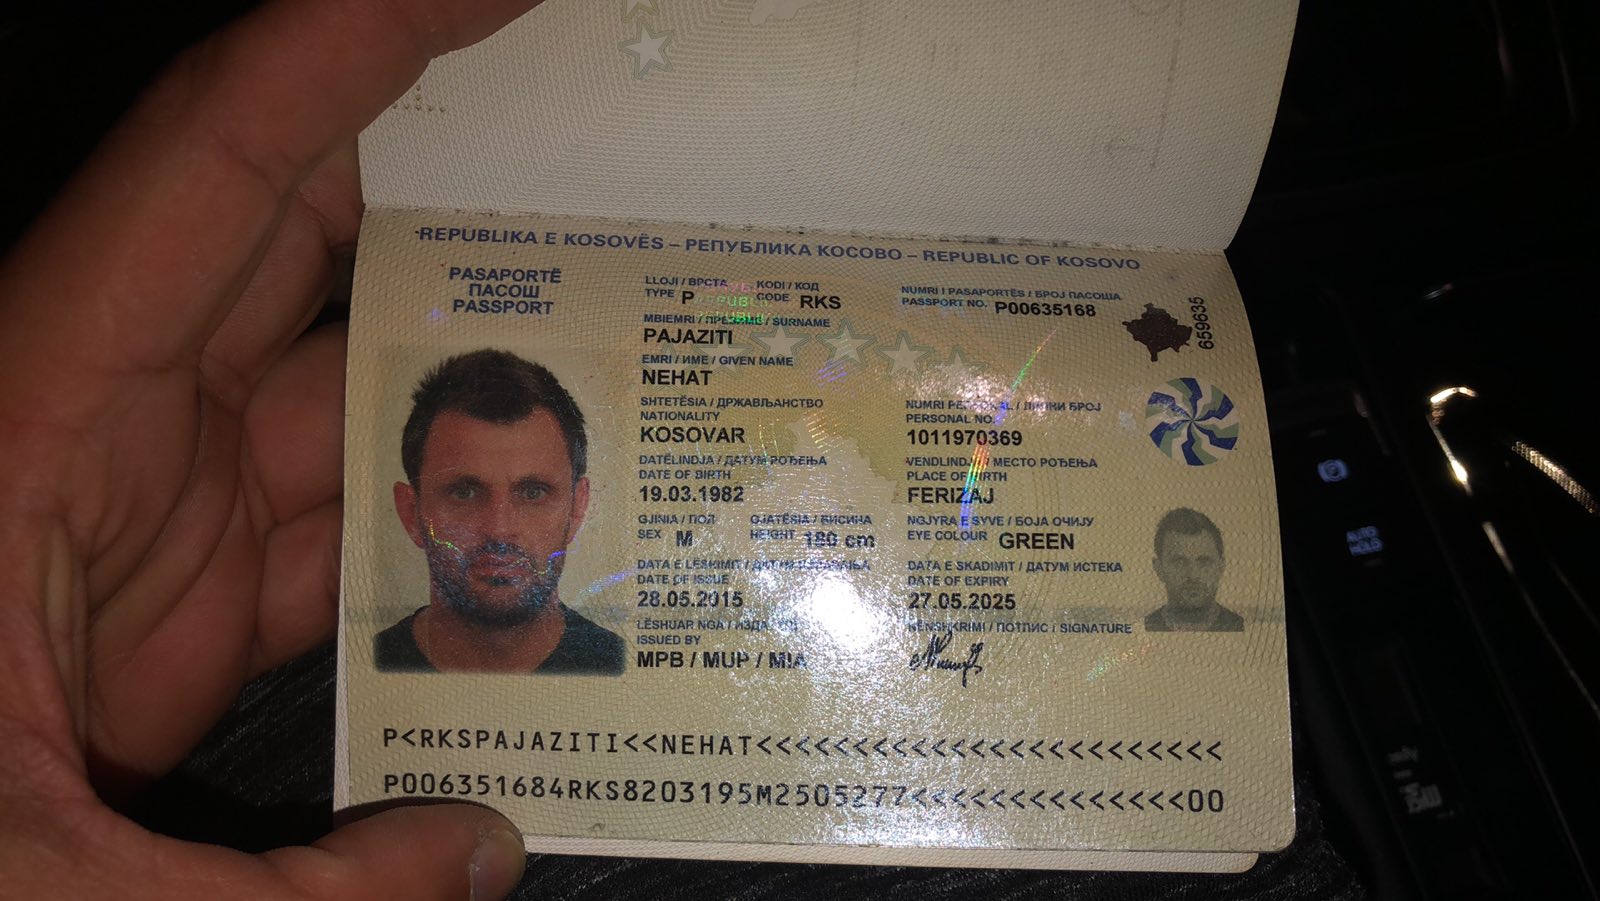 REPUBLIKA E KOSOVËS – РЕПУБЛИКА КОСОВО – REPUBLIC OF KOSOVO
PASAPORTË
ПАСОШ
PASSPORT
LLOJI / ВРСТА KODI / КОД
TYPE P CODE RKS
NUMRI I PASAPORTËS / БРОЈ ПАСОША
PASSPORT NO. P00635168
659635
MBIEMRI / ПРЕЗИМЕ / SURNAME
PAJAZITI
EMRI / ИМЕ / GIVEN NAME
NEHAT
SHTETËSIA / ДРЖАВЉАНСТВО
NATIONALITY
KOSOVAR
NUMRI PERSONAL / ЛИЧНИ БРОЈ
PERSONAL NO.
1011970369
DATËLINDJA / ДАТУМ РОЂЕЊА
DATE OF BIRTH
19.03.1982
VENDLINDJA / МЕСТО РОЂЕЊА
PLACE OF BIRTH
FERIZAJ
GJINIA / ПОЛ GJATËSIA / ВИСИНА
SEX M HEIGHT 180 cm
NGJYRA E SYVE / БОЈА ОЧИЈУ
EYE COLOUR GREEN
DATA E LËSHIMIT / ДАТУМ
DATE OF ISSUE
28.05.2015
DATA E SKADIMIT / ДАТУМ ИСТЕКА
DATE OF EXPIRY
27.05.2025
LËSHUAR NGA /
ISSUED BY
MPB / MUP / MIA
NËNSHKRIMI / ПОТПИС / SIGNATURE
P<RKSPAJAZITI<<NEHAT<<<<<<<<<<<<<<<<<<<<<<<<
P006351684RKS8203195M2505277<<<<<<<<<<<<<<00
AUTO
HOLD